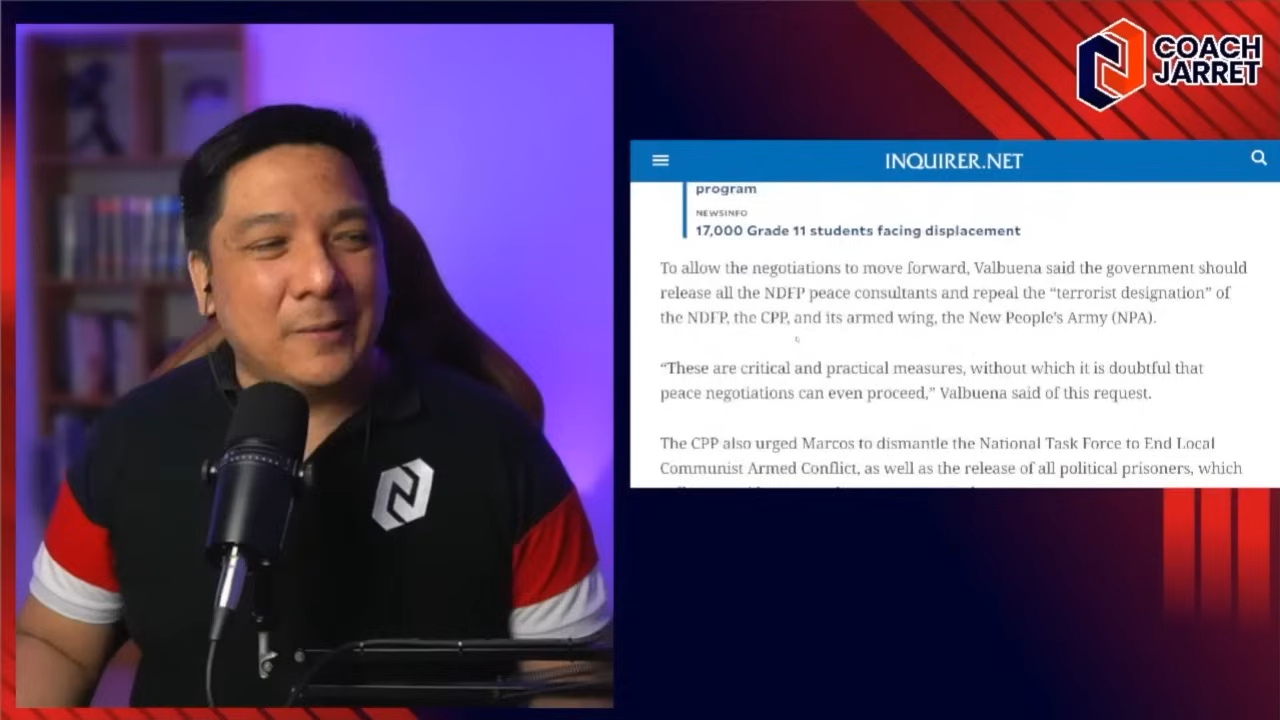 COACH
JARRET
INQUIRER.NET
program
NEWSINFO
17,000 Grade 11 students facing displacement
To allow the negotiations to move forward, Valbuena said the government should
release all the NDFP peace consultants and repeal the “terrorist designation” of
the NDFP, the CPP, and its armed wing, the New People’s Army (NPA).
“These are critical and practical measures, without which it is doubtful that
peace negotiations can even proceed,” Valbuena said of this request.
The CPP also urged Marcos to dismantle the National Task Force to End Local
Communist Armed Conflict, as well as the release of all political prisoners, which